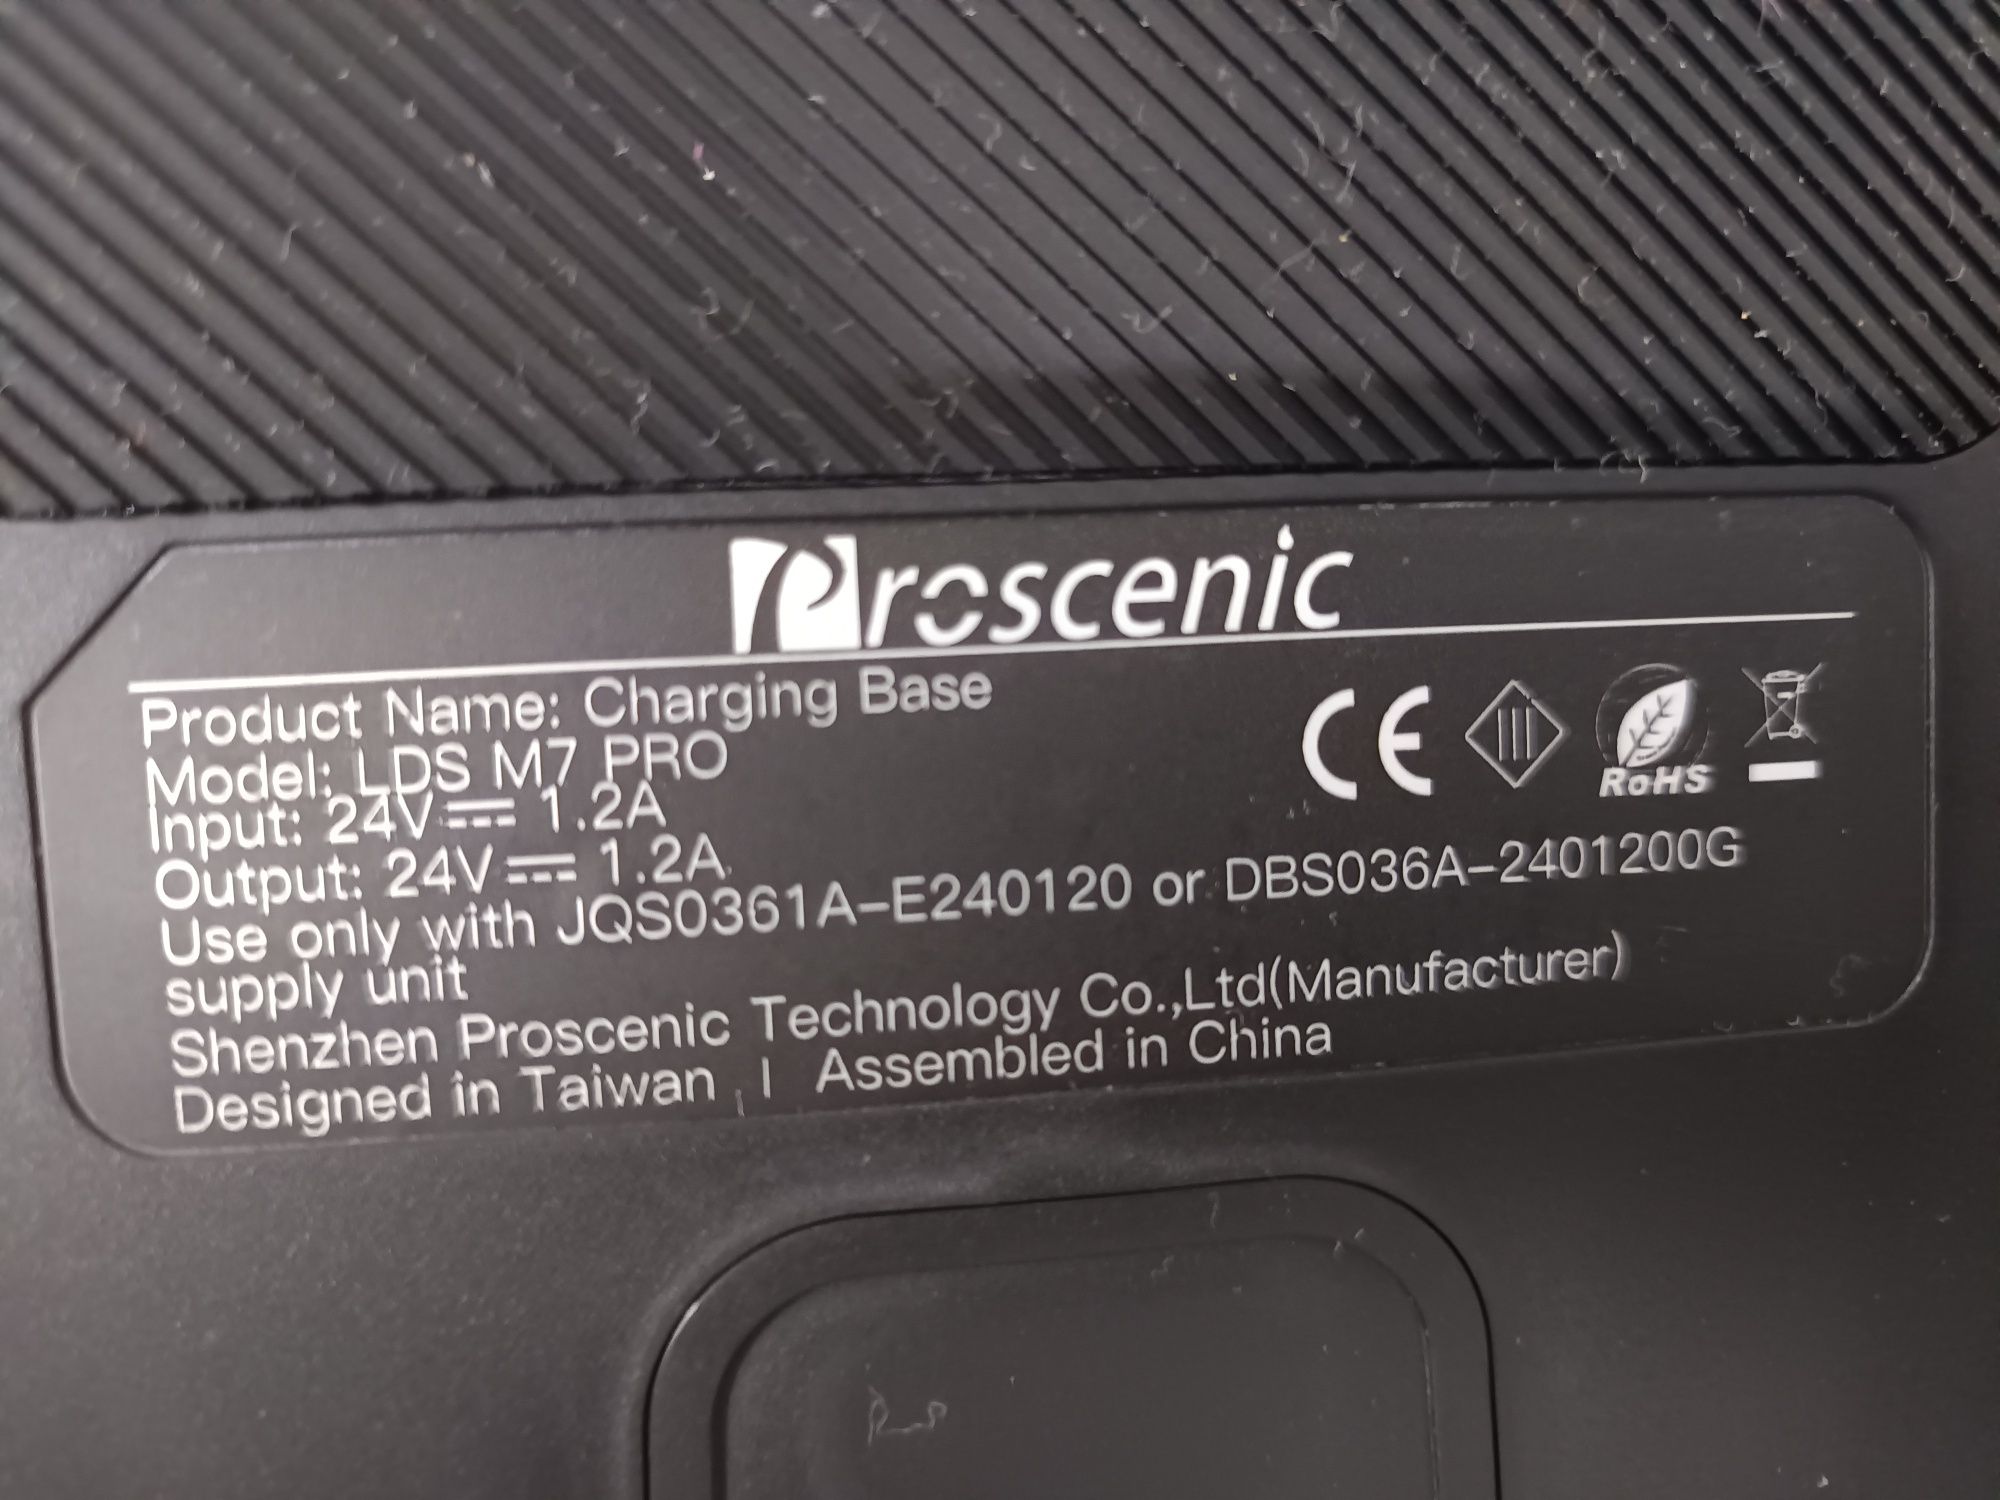 Proscenic
Product Name: Charging Base
Model: LDS M7 PRO
Input: 24V⎓ 1.2A
Output: 24V⎓ 1.2A
Use only with JQS0361A-E240120 or DBS036A-2401200G
supply unit
Shenzhen Proscenic Technology Co.,Ltd(Manufacturer)
Designed in Taiwan | Assembled in China
CE
III
RoHS